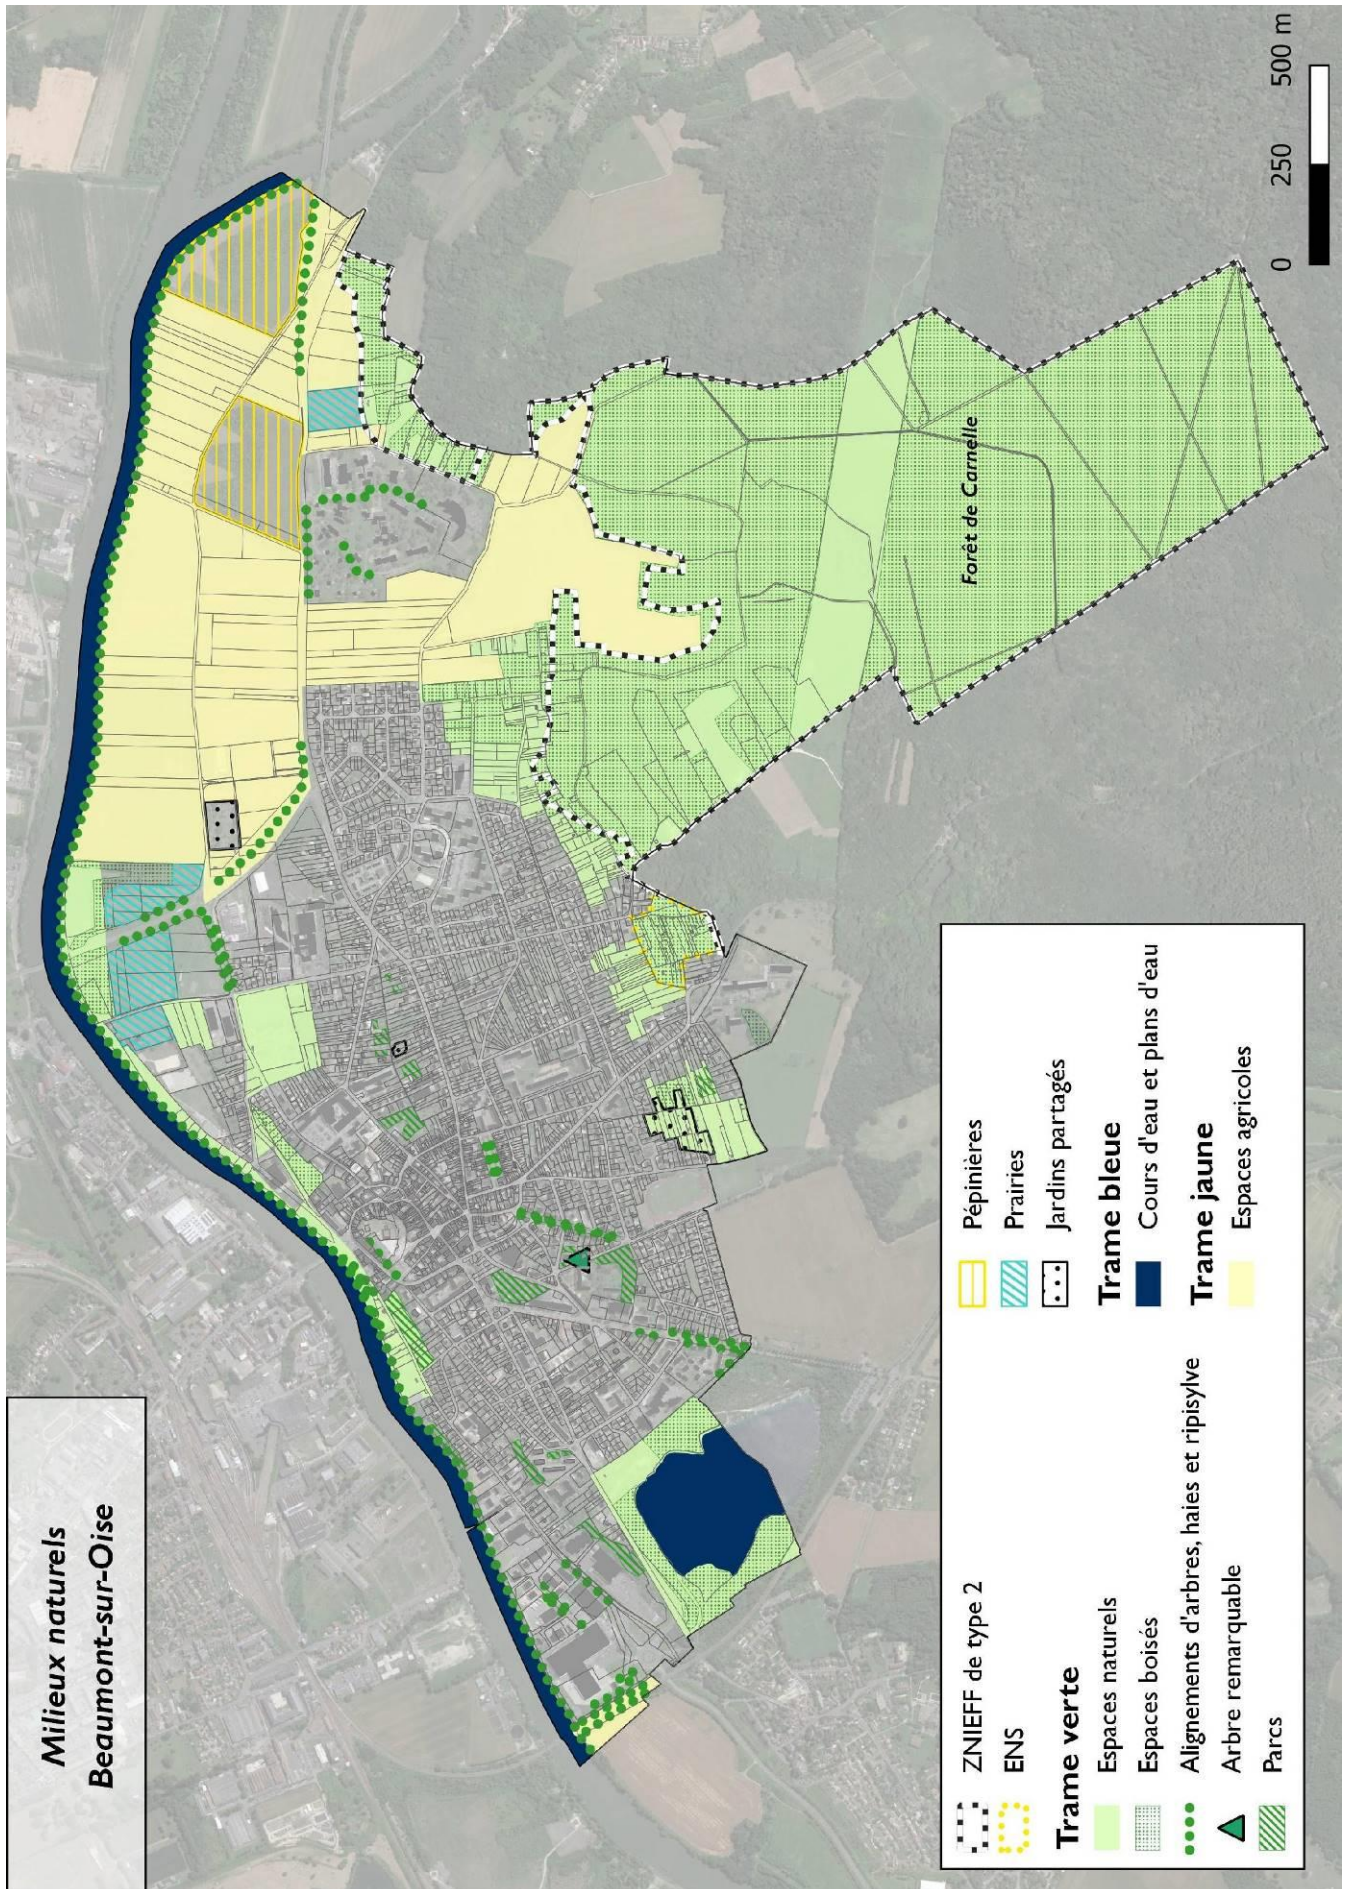 Milieux naturels
Beaumont-sur-Oise
Forêt de Carnelle
ZNIEFF de type 2
ENS
Trame verte
Espaces naturels
Espaces boisés
Alignements d'arbres, haies et ripisylve
Arbre remarquable
Parcs
Pépinières
Prairies
Jardins partagés
Trame bleue
Cours d'eau et plans d'eau
Trame jaune
Espaces agricoles
0 250 500 m